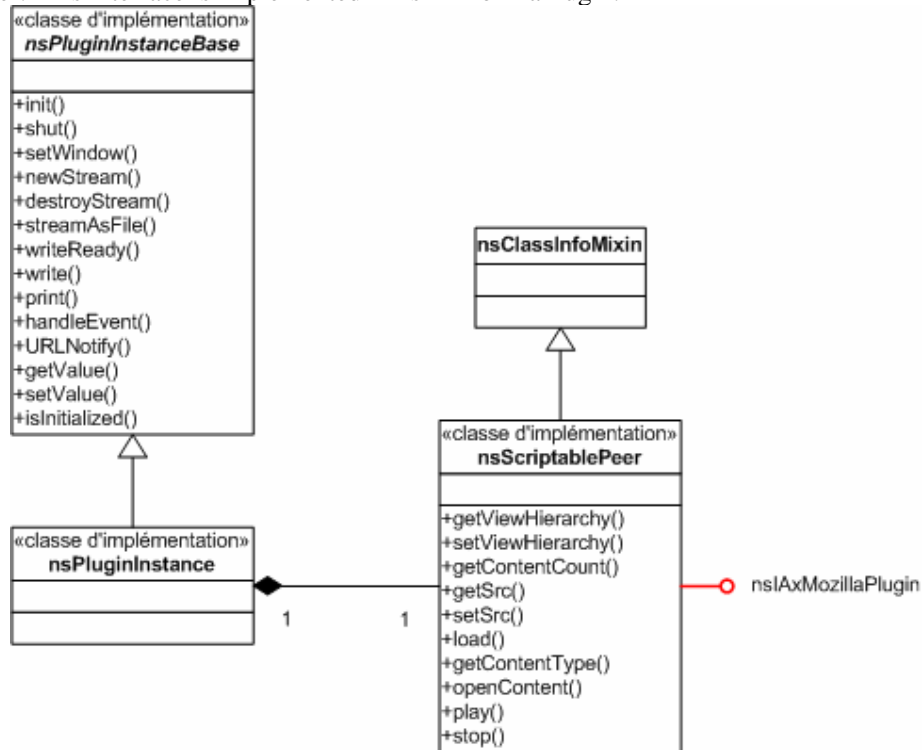 «classe d'implémentation»
nsPluginInstanceBase
+init()
+shut()
+setWindow()
+newStream()
+destroyStream()
+streamAsFile()
+writeReady()
+write()
+print()
+handleEvent()
+URLNotify()
+getValue()
+setValue()
+isInitialized()
nsClassInfoMixin
«classe d'implémentation»
nsPluginInstance
1
1
«classe d'implémentation»
nsScriptablePeer
+getViewHierarchy()
+setViewHierarchy()
+getContentCount()
+getSrc()
+setSrc()
+load()
+getContentType()
+openContent()
+play()
+stop()
nsIAxMozillaPlugin